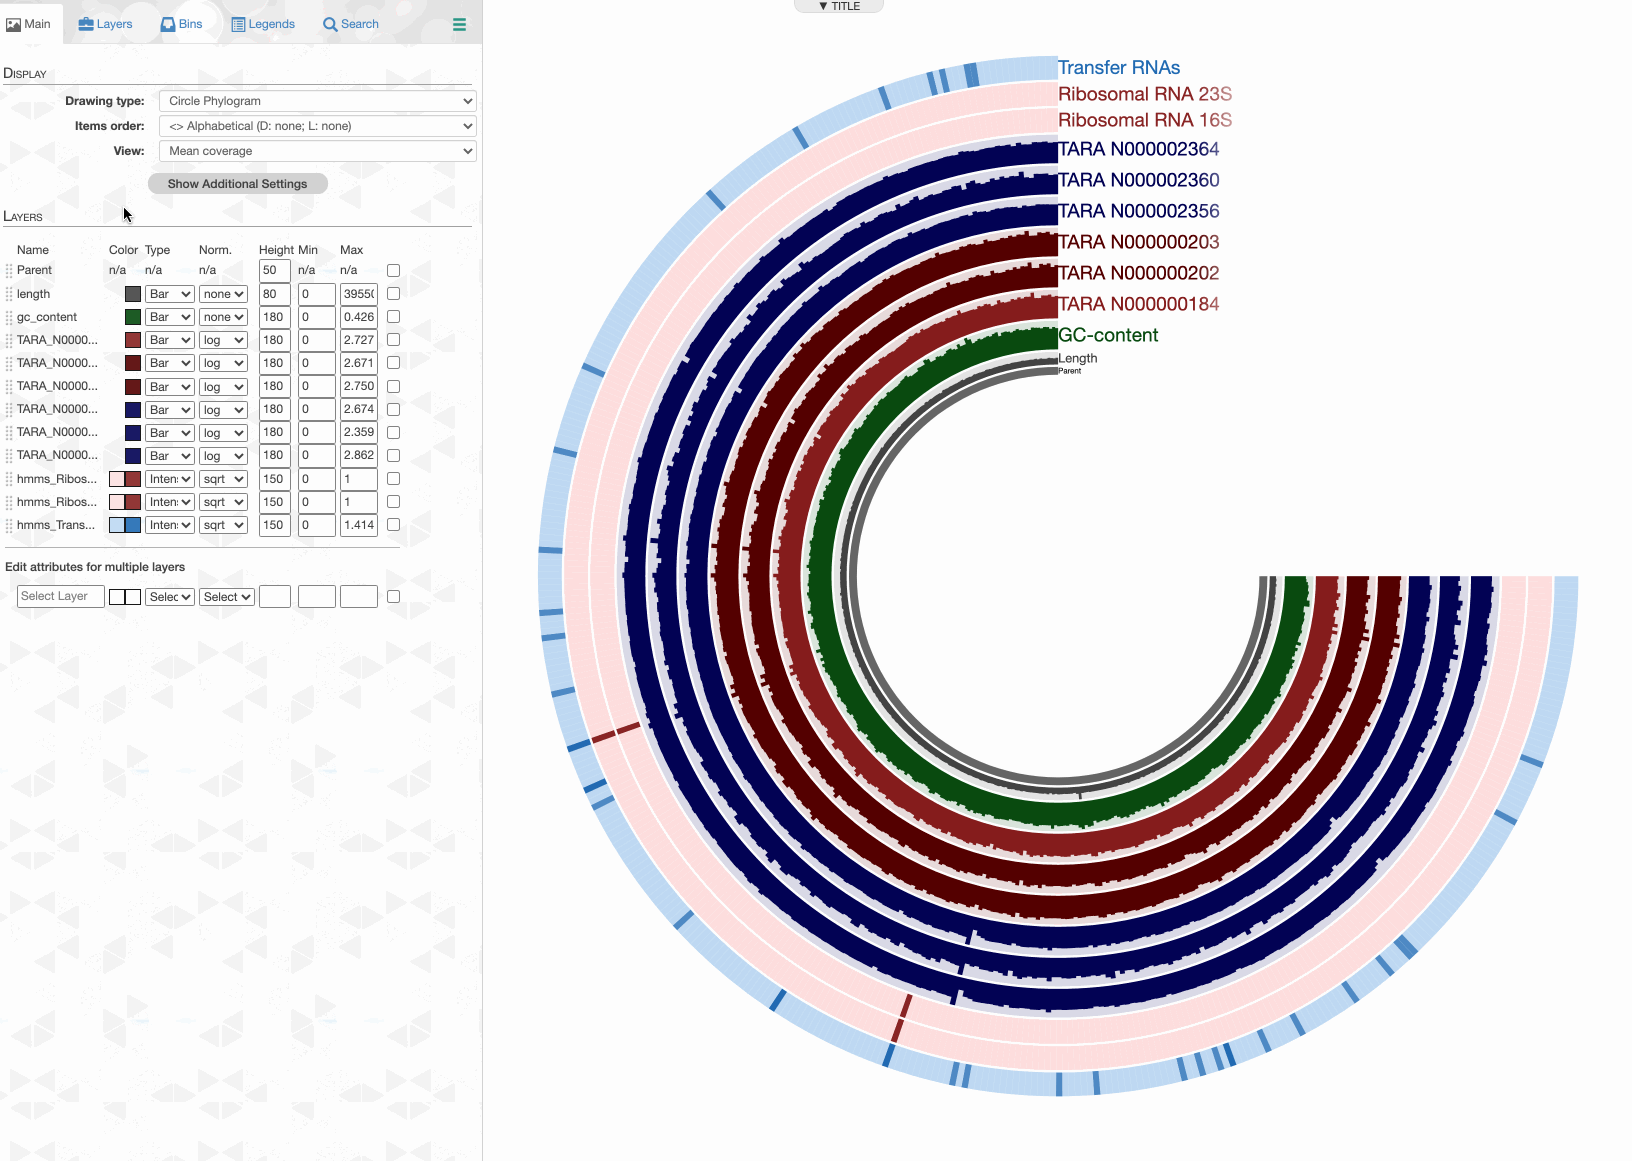 Main Layers Bins Legends Search
▼ TITLE
DISPLAY
Drawing type: Circle Phylogram
Items order: <> Alphabetical (D: none; L: none)
View: Mean coverage
Show Additional Settings
LAYERS
Name Color Type Norm. Height Min Max
Parent n/a n/a n/a 50 n/a n/a
length Bar none 80 0 3955
gc_content Bar none 180 0 0.426
TARA_N0000... Bar log 180 0 2.727
TARA_N0000... Bar log 180 0 2.671
TARA_N0000... Bar log 180 0 2.750
TARA_N0000... Bar log 180 0 2.674
TARA_N0000... Bar log 180 0 2.359
TARA_N0000... Bar log 180 0 2.862
hmms_Ribos... Inten sqrt 150 0 1
hmms_Ribos... Inten sqrt 150 0 1
hmms_Trans... Inten sqrt 150 0 1.414
Edit attributes for multiple layers
Select Layer Selec Select
Transfer RNAs
Ribosomal RNA 23S
Ribosomal RNA 16S
TARA N000002364
TARA N000002360
TARA N000002356
TARA N000000203
TARA N000000202
TARA N000000184
GC-content
Length
Parent